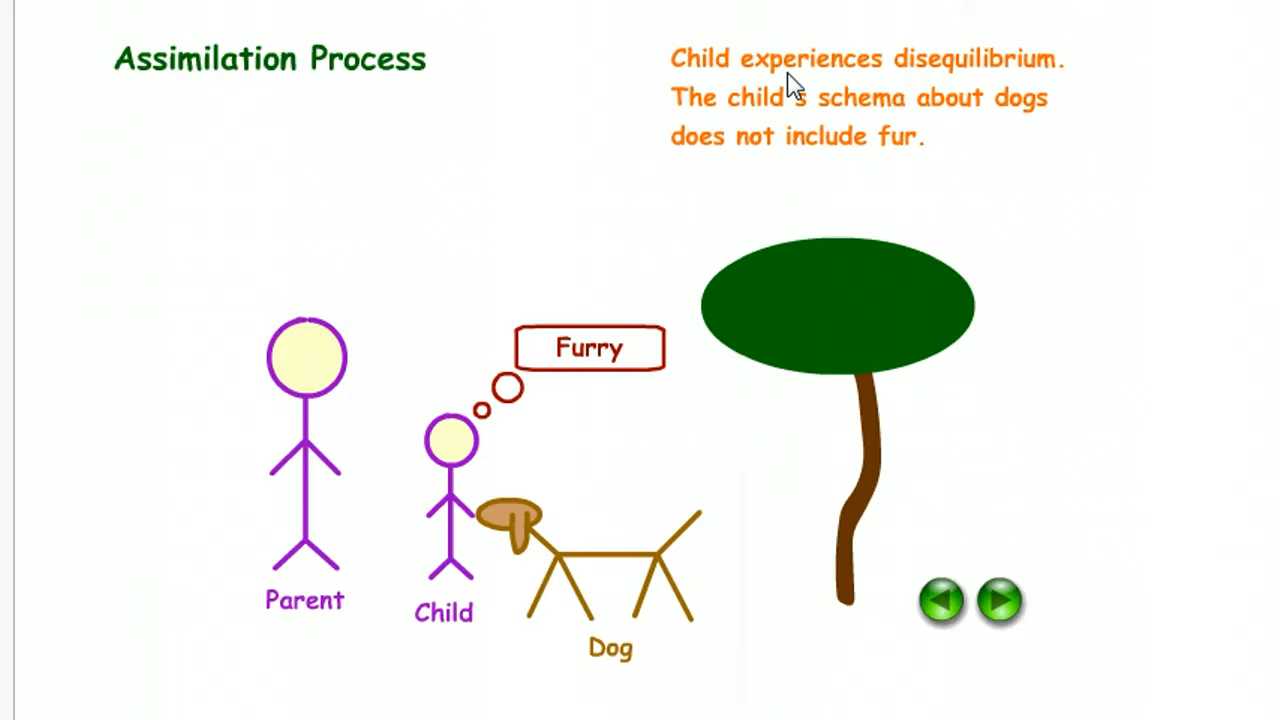 Assimilation Process
Child experiences disequilibrium.
The child's schema about dogs
does not include fur.
Furry
Parent
Child
Dog